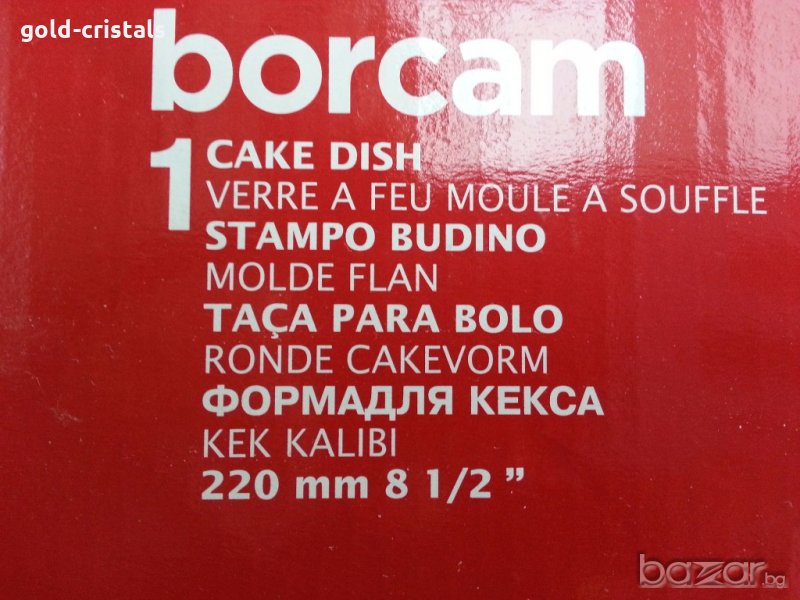 gold-cristals
borcam
1 CAKE DISH
VERRE A FEU MOULE A SOUFFLE
STAMPO BUDINO
MOLDE FLAN
TAÇA PARA BOLO
RONDE CAKEVORM
ФОРМАДЛЯ КЕКСА
KEK KALIBI
220 mm 8 1/2 ”
bazar.bg